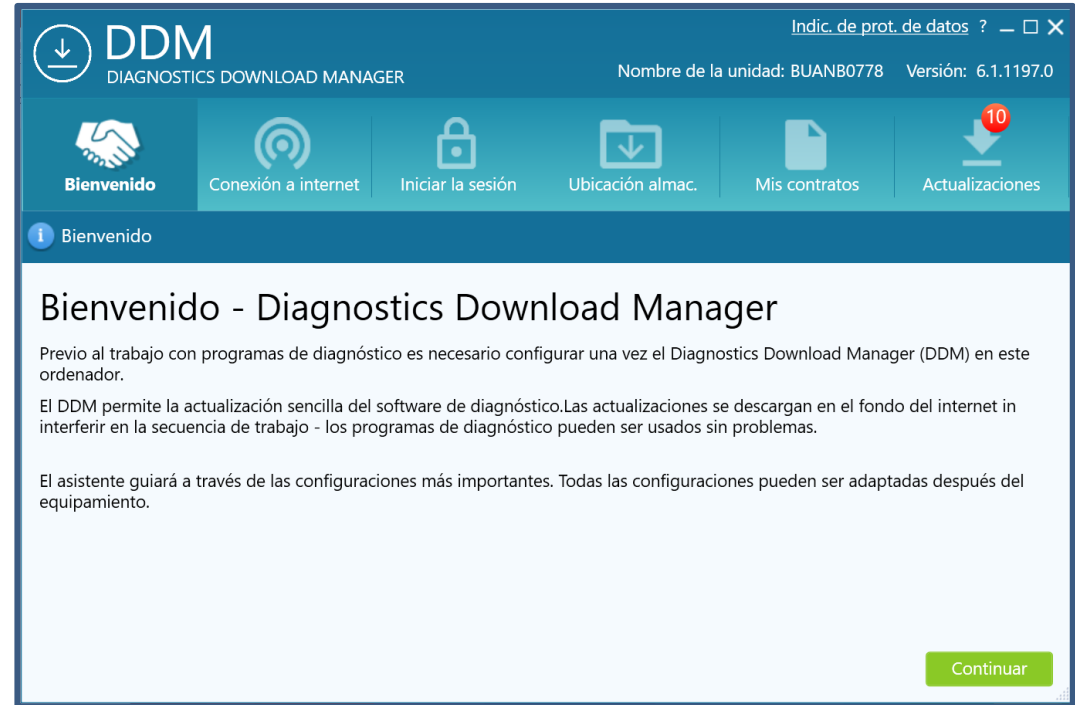 Indic. de prot. de datos ?
DDM
DIAGNOSTICS DOWNLOAD MANAGER
Nombre de la unidad: BUANB0778 Versión: 6.1.1197.0
10
Bienvenido Conexión a internet Iniciar la sesión Ubicación almac. Mis contratos Actualizaciones
i Bienvenido
Bienvenido - Diagnostics Download Manager
Previo al trabajo con programas de diagnóstico es necesario configurar una vez el Diagnostics Download Manager (DDM) en este
ordenador.
El DDM permite la actualización sencilla del software de diagnóstico.Las actualizaciones se descargan en el fondo del internet in
interferir en la secuencia de trabajo - los programas de diagnóstico pueden ser usados sin problemas.
El asistente guiará a través de las configuraciones más importantes. Todas las configuraciones pueden ser adaptadas después del
equipamiento.
Continuar